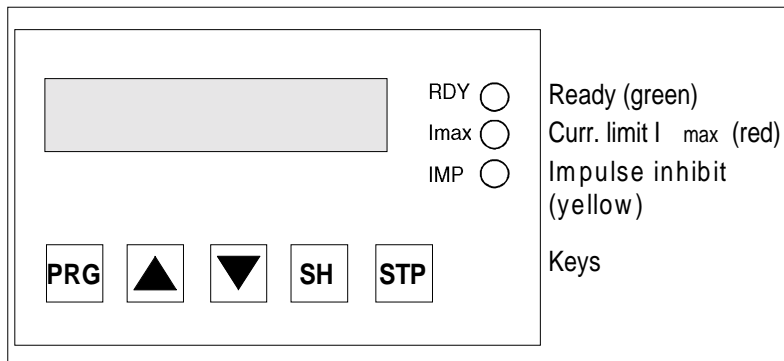 RDY Ready (green)
Imax Curr. limit I max (red)
IMP Impulse inhibit
(yellow)
PRG SH STP Keys